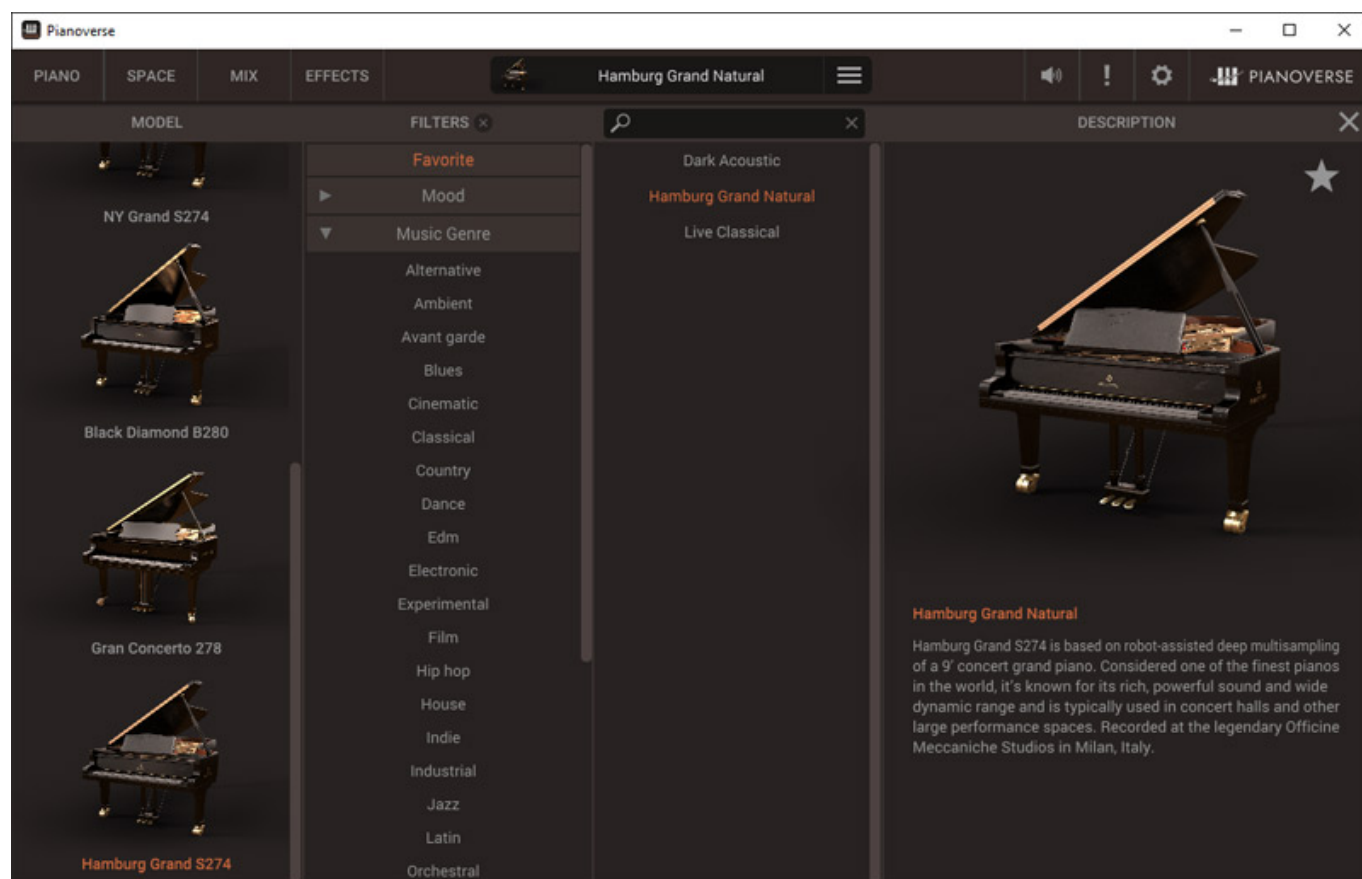 Pianoverse
PIANO SPACE MIX EFFECTS Hamburg Grand Natural PIANOVERSE
MODEL FILTERS DESCRIPTION
NY Grand S274
Black Diamond B280
Gran Concerto 278
Hamburg Grand S274
Favorite
Mood
Music Genre
Alternative
Ambient
Avant garde
Blues
Cinematic
Classical
Country
Dance
Edm
Electronic
Experimental
Film
Hip hop
House
Indie
Industrial
Jazz
Latin
Orchestral
Dark Acoustic
Hamburg Grand Natural
Live Classical
Hamburg Grand Natural
Hamburg Grand S274 is based on robot-assisted deep multisampling
of a 9' concert grand piano. Considered one of the finest pianos
in the world, it's known for its rich, powerful sound and wide
dynamic range and is typically used in concert halls and other
large performance spaces. Recorded at the legendary Officine
Meccaniche Studios in Milan, Italy.